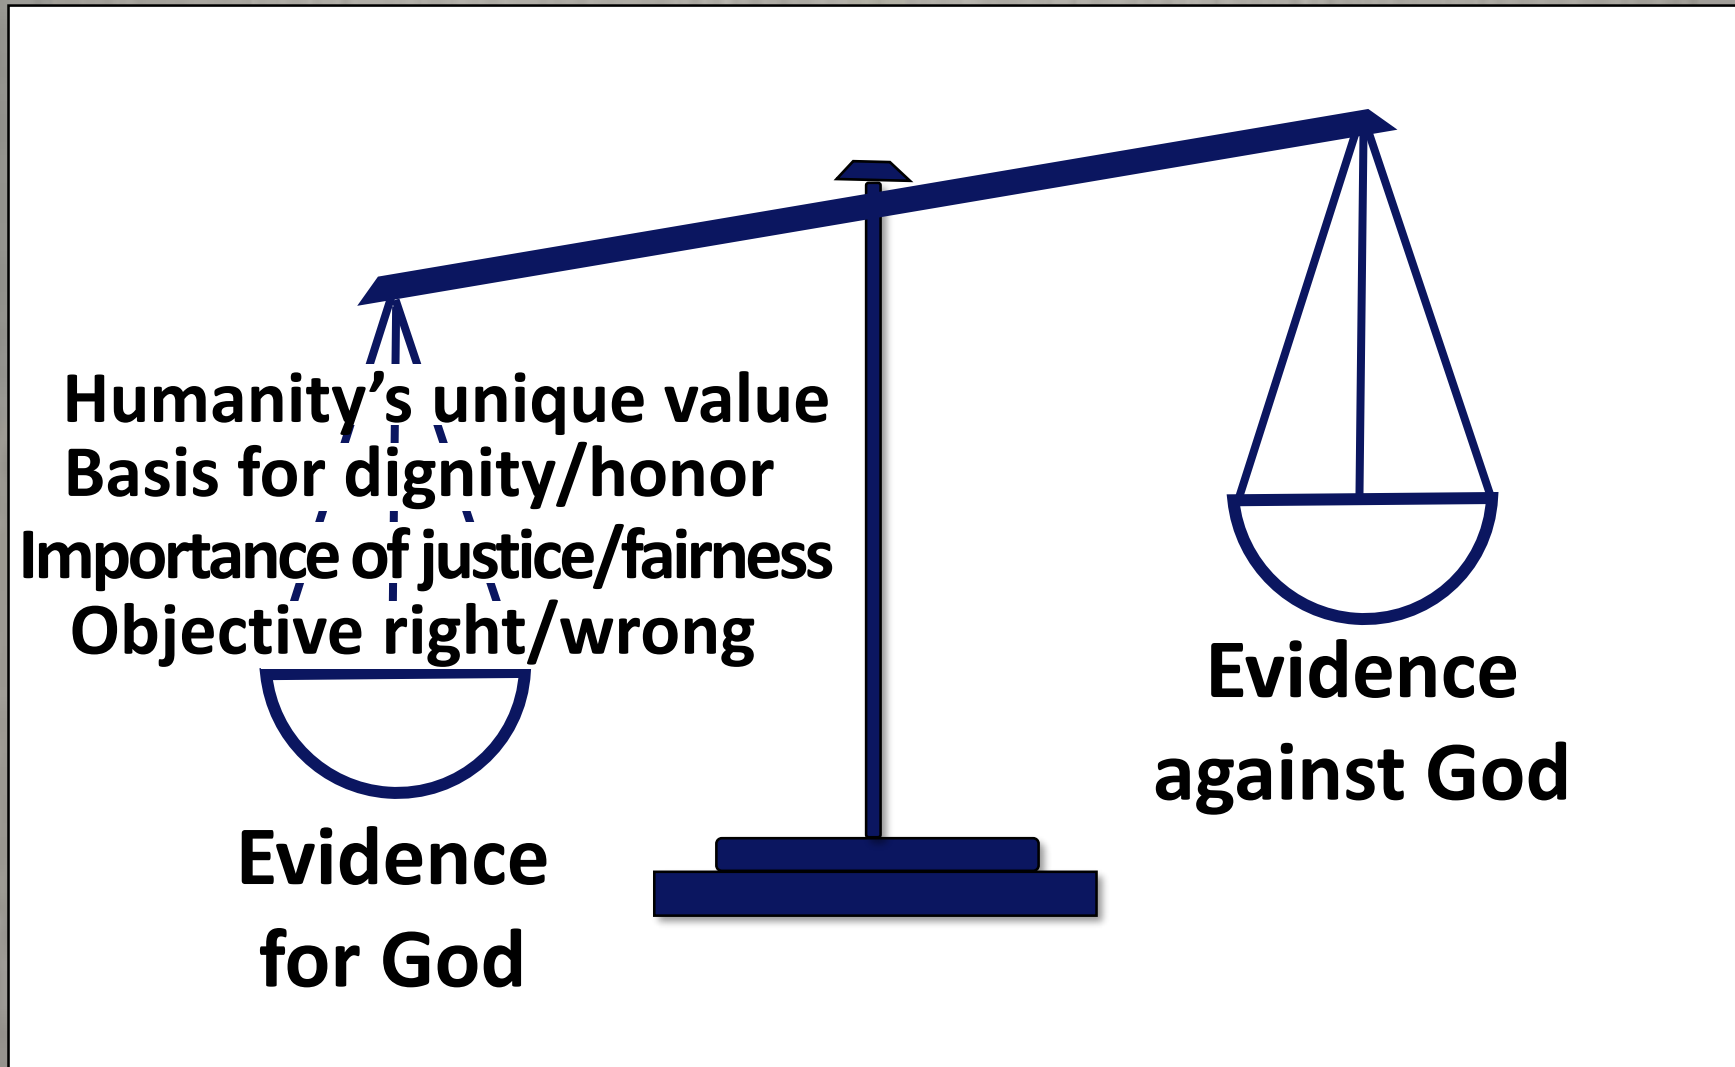 Humanity’s unique value
Basis for dignity/honor
Importance of justice/fairness
Objective right/wrong
Evidence
for God
Evidence
against God